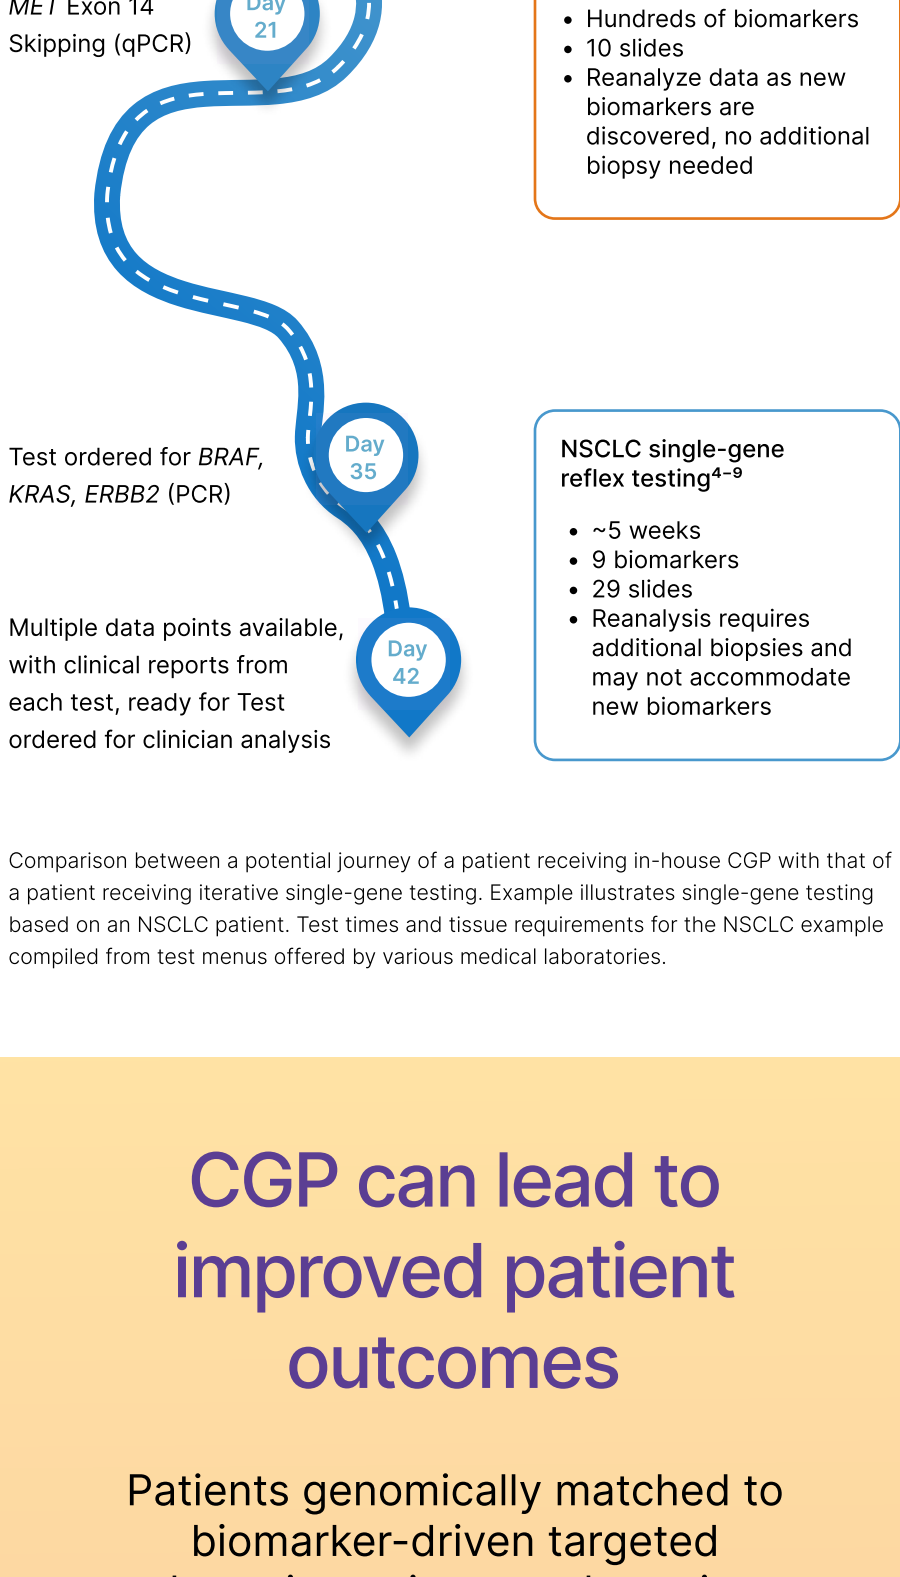 MET Exon 14
Skipping (qPCR)
Day
21
• Hundreds of biomarkers
• 10 slides
• Reanalyze data as new
biomarkers are
discovered, no additional
biopsy needed
Test ordered for BRAF,
KRAS, ERBB2 (PCR)
Day
35
NSCLC single-gene
reflex testing⁴⁻⁹
• ~5 weeks
• 9 biomarkers
• 29 slides
• Reanalysis requires
additional biopsies and
may not accommodate
new biomarkers
Multiple data points available,
with clinical reports from
each test, ready for Test
ordered for clinician analysis
Day
42
Comparison between a potential journey of a patient receiving in-house CGP with that of
a patient receiving iterative single-gene testing. Example illustrates single-gene testing
based on an NSCLC patient. Test times and tissue requirements for the NSCLC example
compiled from test menus offered by various medical laboratories.
CGP can lead to
improved patient
outcomes
Patients genomically matched to
biomarker-driven targeted